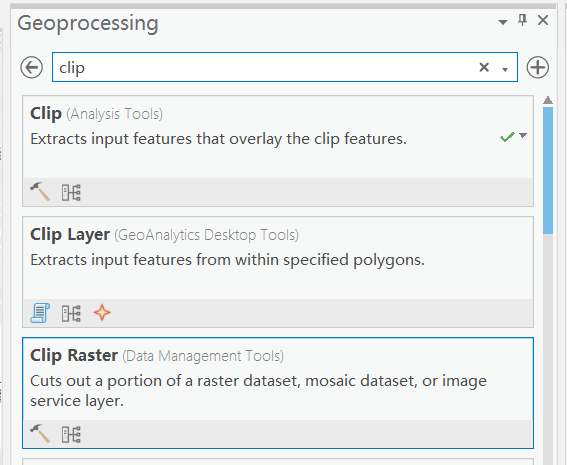 Geoprocessing
clip
Clip (Analysis Tools)
Extracts input features that overlay the clip features.
Clip Layer (GeoAnalytics Desktop Tools)
Extracts input features from within specified polygons.
Clip Raster (Data Management Tools)
Cuts out a portion of a raster dataset, mosaic dataset, or image
service layer.